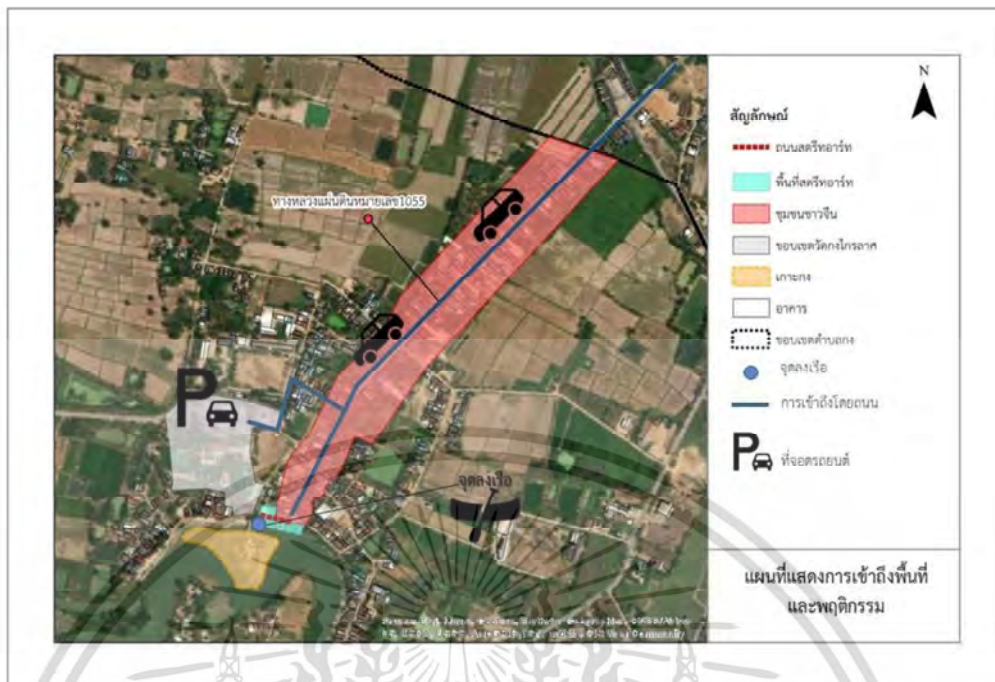 N
สัญลักษณ์
ถนนสตรีทอาร์ท
พื้นที่สตรีทอาร์ท
ชุมชนชาวจีน
ขอบเขตวัดกงไกรลาศ
เกาะกง
อาคาร
ขอบเขตตำบลกง
จุดลงเรือ
การเข้าถึงโดยถนน
P ที่จอดรถยนต์
ทางหลวงแผ่นดินหมายเลข1055
P
จุดลงเรือ
แผนที่แสดงการเข้าถึงพื้นที่
และพฤติกรรม